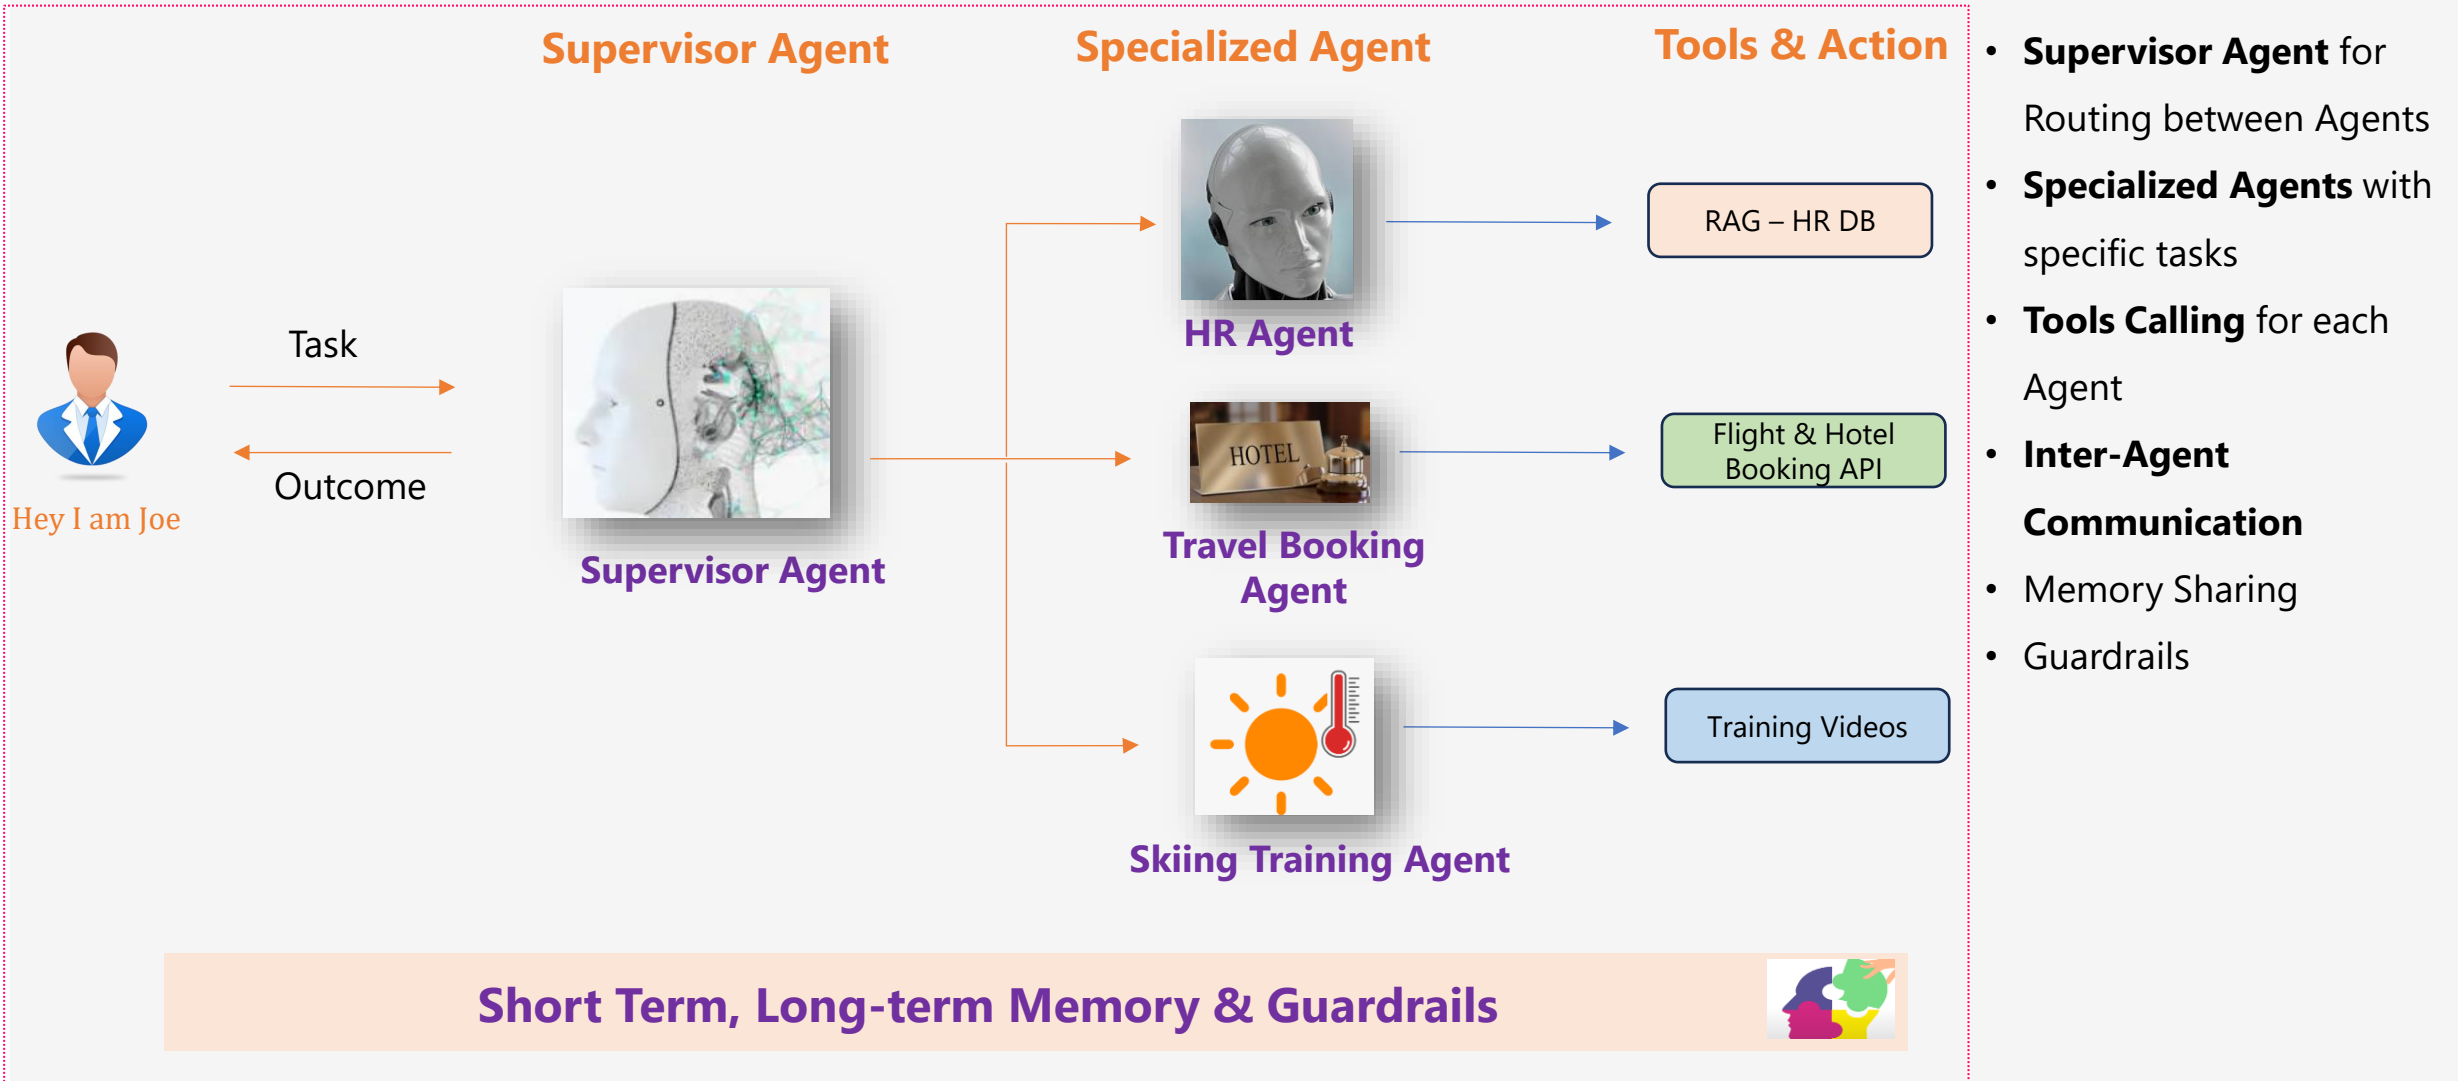 Supervisor Agent
Specialized Agent
Tools & Action
Task
Outcome
Hey I am Joe
Supervisor Agent
HR Agent
RAG – HR DB
HOTEL
Travel Booking
Agent
Flight & Hotel
Booking API
Skiing Training Agent
Training Videos
Short Term, Long-term Memory & Guardrails
• Supervisor Agent for
Routing between Agents
• Specialized Agents with
specific tasks
• Tools Calling for each
Agent
• Inter-Agent
Communication
• Memory Sharing
• Guardrails